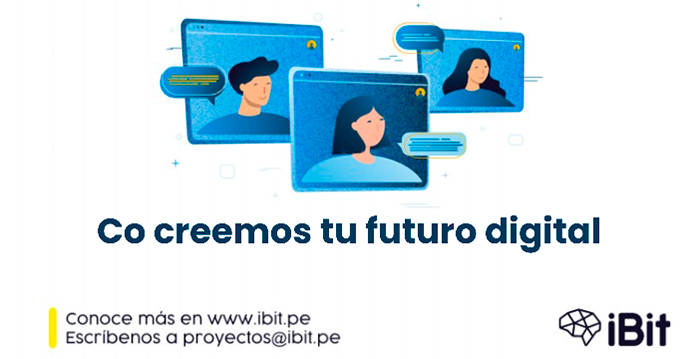 Co creemos tu futuro digital
Conoce más en www.ibit.pe
Escríbenos a proyectos@ibit.pe
iBit